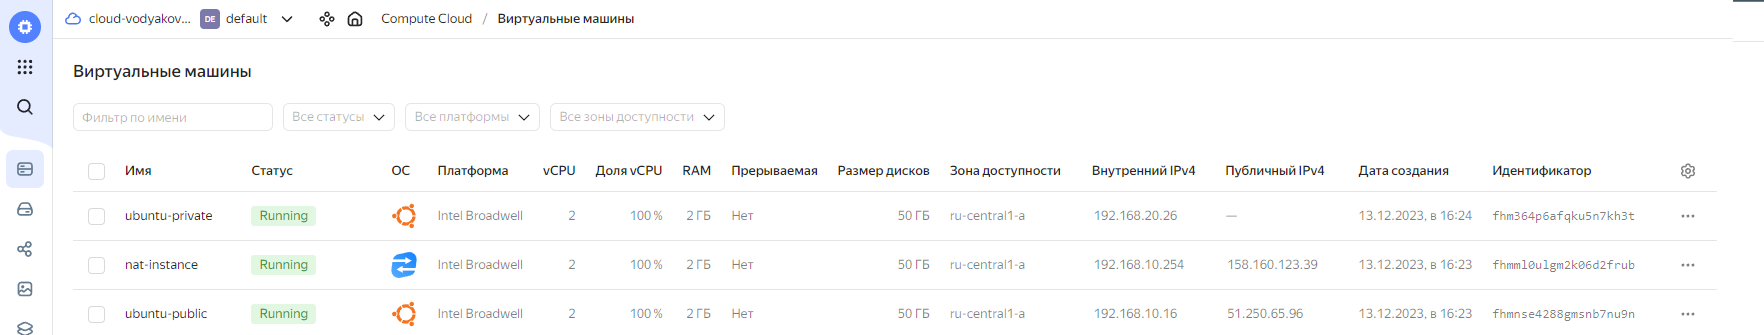 cloud-vodyakov... DE default Compute Cloud / Виртуальные машины
Виртуальные машины
Фильтр по имени Все статусы Все платформы Все зоны доступности
Имя Статус ОС Платформа vCPU Доля vCPU RAM Прерываемая Размер дисков Зона доступности Внутренний IPv4 Публичный IPv4 Дата создания Идентификатор
ubuntu-private Running Intel Broadwell 2 100 % 2 ГБ Нет 50 ГБ ru-central1-a 192.168.20.26 — 13.12.2023, в 16:24 fhm364p6afqku5n7kh3t
nat-instance Running Intel Broadwell 2 100 % 2 ГБ Нет 50 ГБ ru-central1-a 192.168.10.254 158.160.123.39 13.12.2023, в 16:23 fhmml0ulgm2k06d2frub
ubuntu-public Running Intel Broadwell 2 100 % 2 ГБ Нет 50 ГБ ru-central1-a 192.168.10.16 51.250.65.96 13.12.2023, в 16:23 fhmnse4288gmsnb7nu9n